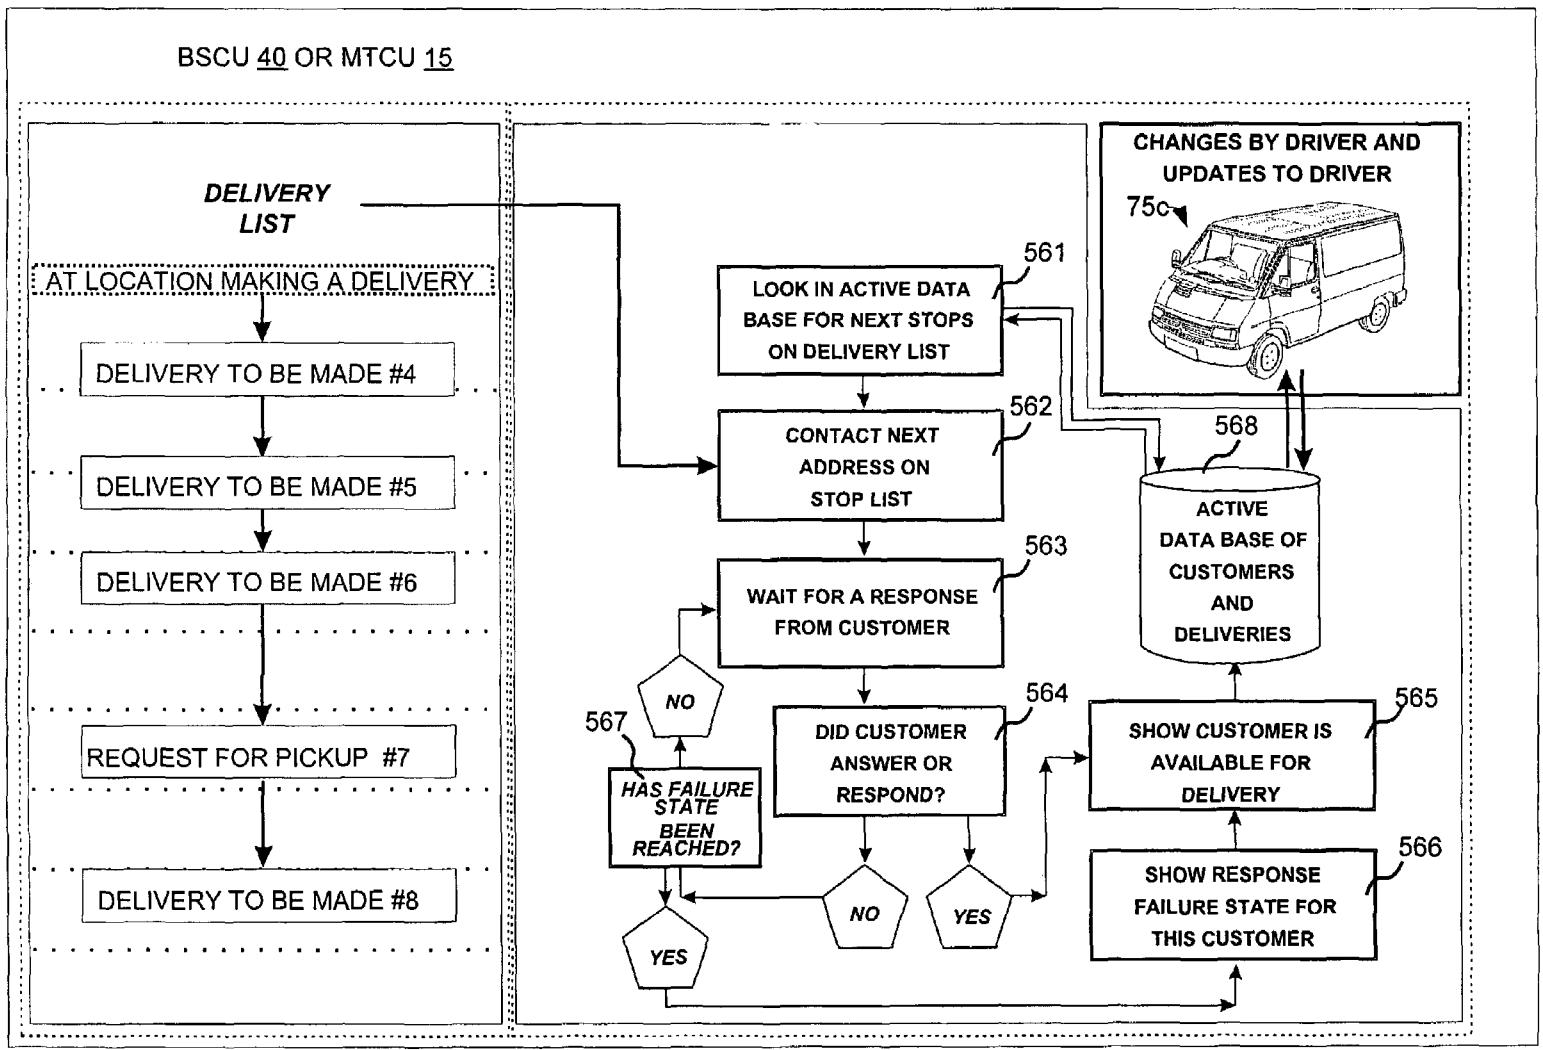 BSCU 40 OR MTCU 15
DELIVERY
LIST
AT LOCATION MAKING A DELIVERY
DELIVERY TO BE MADE #4
DELIVERY TO BE MADE #5
DELIVERY TO BE MADE #6
REQUEST FOR PICKUP #7
DELIVERY TO BE MADE #8
561
LOOK IN ACTIVE DATA
BASE FOR NEXT STOPS
ON DELIVERY LIST
562
CONTACT NEXT
ADDRESS ON
STOP LIST
563
WAIT FOR A RESPONSE
FROM CUSTOMER
NO
564
DID CUSTOMER
ANSWER OR
RESPOND?
567
HAS FAILURE
STATE
BEEN
REACHED?
NO
YES
YES
CHANGES BY DRIVER AND
UPDATES TO DRIVER
75c
568
ACTIVE
DATA BASE OF
CUSTOMERS
AND
DELIVERIES
565
SHOW CUSTOMER IS
AVAILABLE FOR
DELIVERY
566
SHOW RESPONSE
FAILURE STATE FOR
THIS CUSTOMER